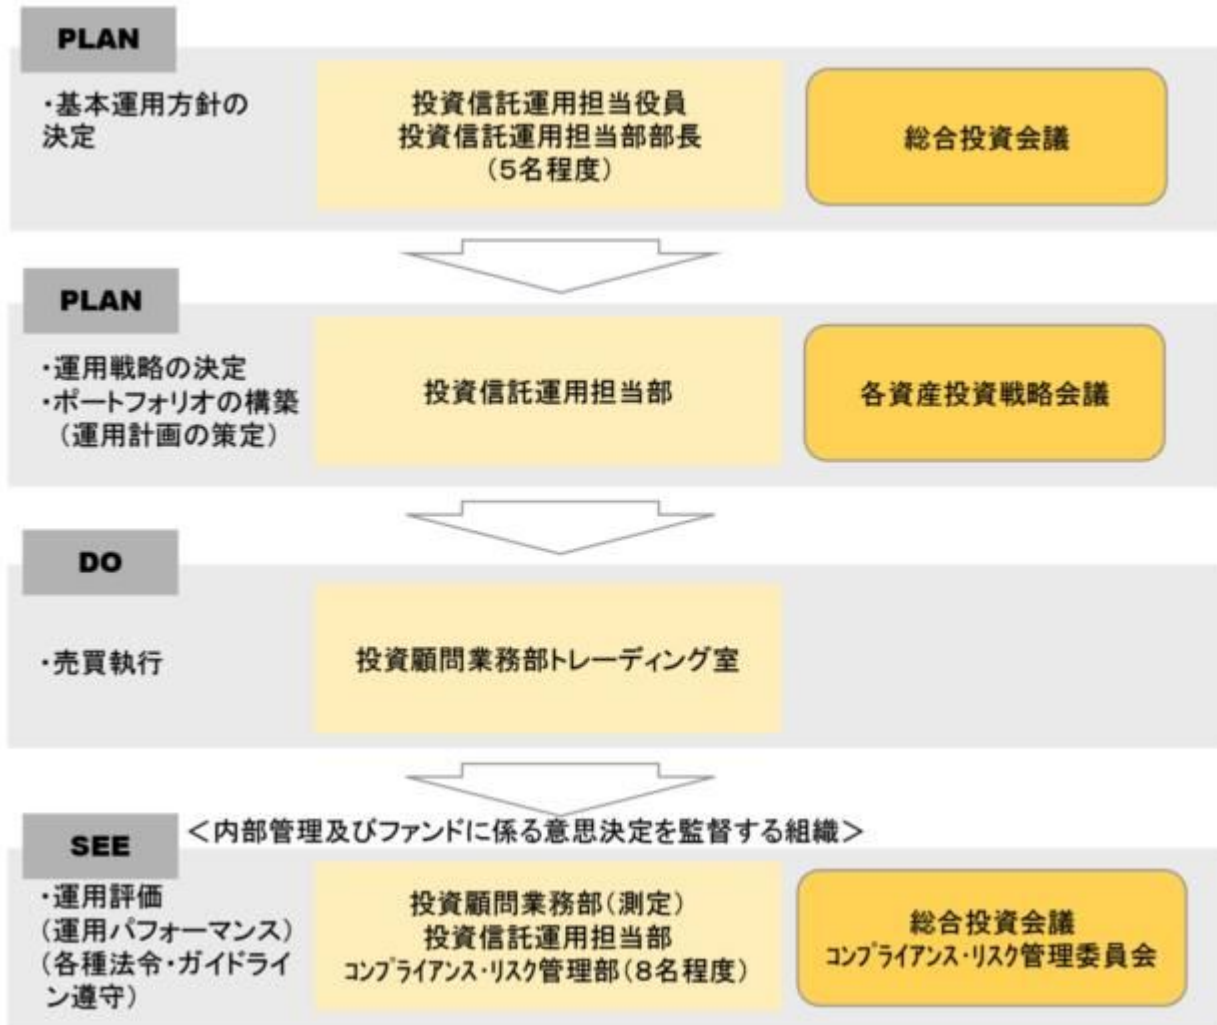 PLAN
・基本運用方針の
決定
投資信託運用担当役員
投資信託運用担当部部長
(5名程度)
総合投資会議
PLAN
・運用戦略の決定
・ポートフォリオの構築
(運用計画の策定)
投資信託運用担当部
各資産投資戦略会議
DO
・売買執行
投資顧問業務部トレーディング室
＜内部管理及びファンドに係る意思決定を監督する組織＞
SEE
・運用評価
(運用パフォーマンス)
(各種法令・ガイドライ
ン遵守)
投資顧問業務部(測定)
投資信託運用担当部
コンプライアンス・リスク管理部(8名程度)
総合投資会議
コンプライアンス・リスク管理委員会